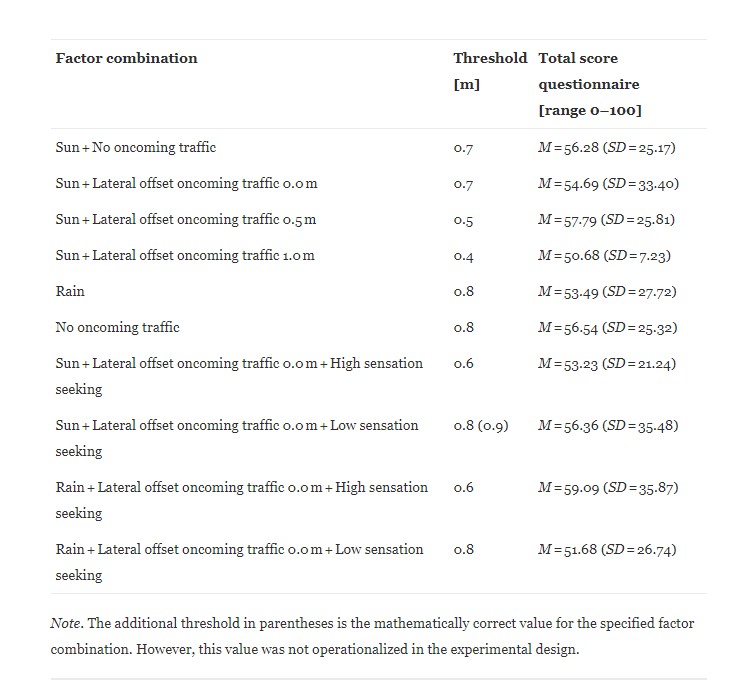 Factor combination Threshold Total score
[m] questionnaire
[range 0–100]
Sun + No oncoming traffic 0.7 M = 56.28 (SD = 25.17)
Sun + Lateral offset oncoming traffic 0.0 m 0.7 M = 54.69 (SD = 33.40)
Sun + Lateral offset oncoming traffic 0.5 m 0.5 M = 57.79 (SD = 25.81)
Sun + Lateral offset oncoming traffic 1.0 m 0.4 M = 50.68 (SD = 7.23)
Rain 0.8 M = 53.49 (SD = 27.72)
No oncoming traffic 0.8 M = 56.54 (SD = 25.32)
Sun + Lateral offset oncoming traffic 0.0 m + High sensation 0.6 M = 53.23 (SD = 21.24)
seeking
Sun + Lateral offset oncoming traffic 0.0 m + Low sensation 0.8 (0.9) M = 56.36 (SD = 35.48)
seeking
Rain + Lateral offset oncoming traffic 0.0 m + High sensation 0.6 M = 59.09 (SD = 35.87)
seeking
Rain + Lateral offset oncoming traffic 0.0 m + Low sensation 0.8 M = 51.68 (SD = 26.74)
seeking
Note. The additional threshold in parentheses is the mathematically correct value for the specified factor
combination. However, this value was not operationalized in the experimental design.